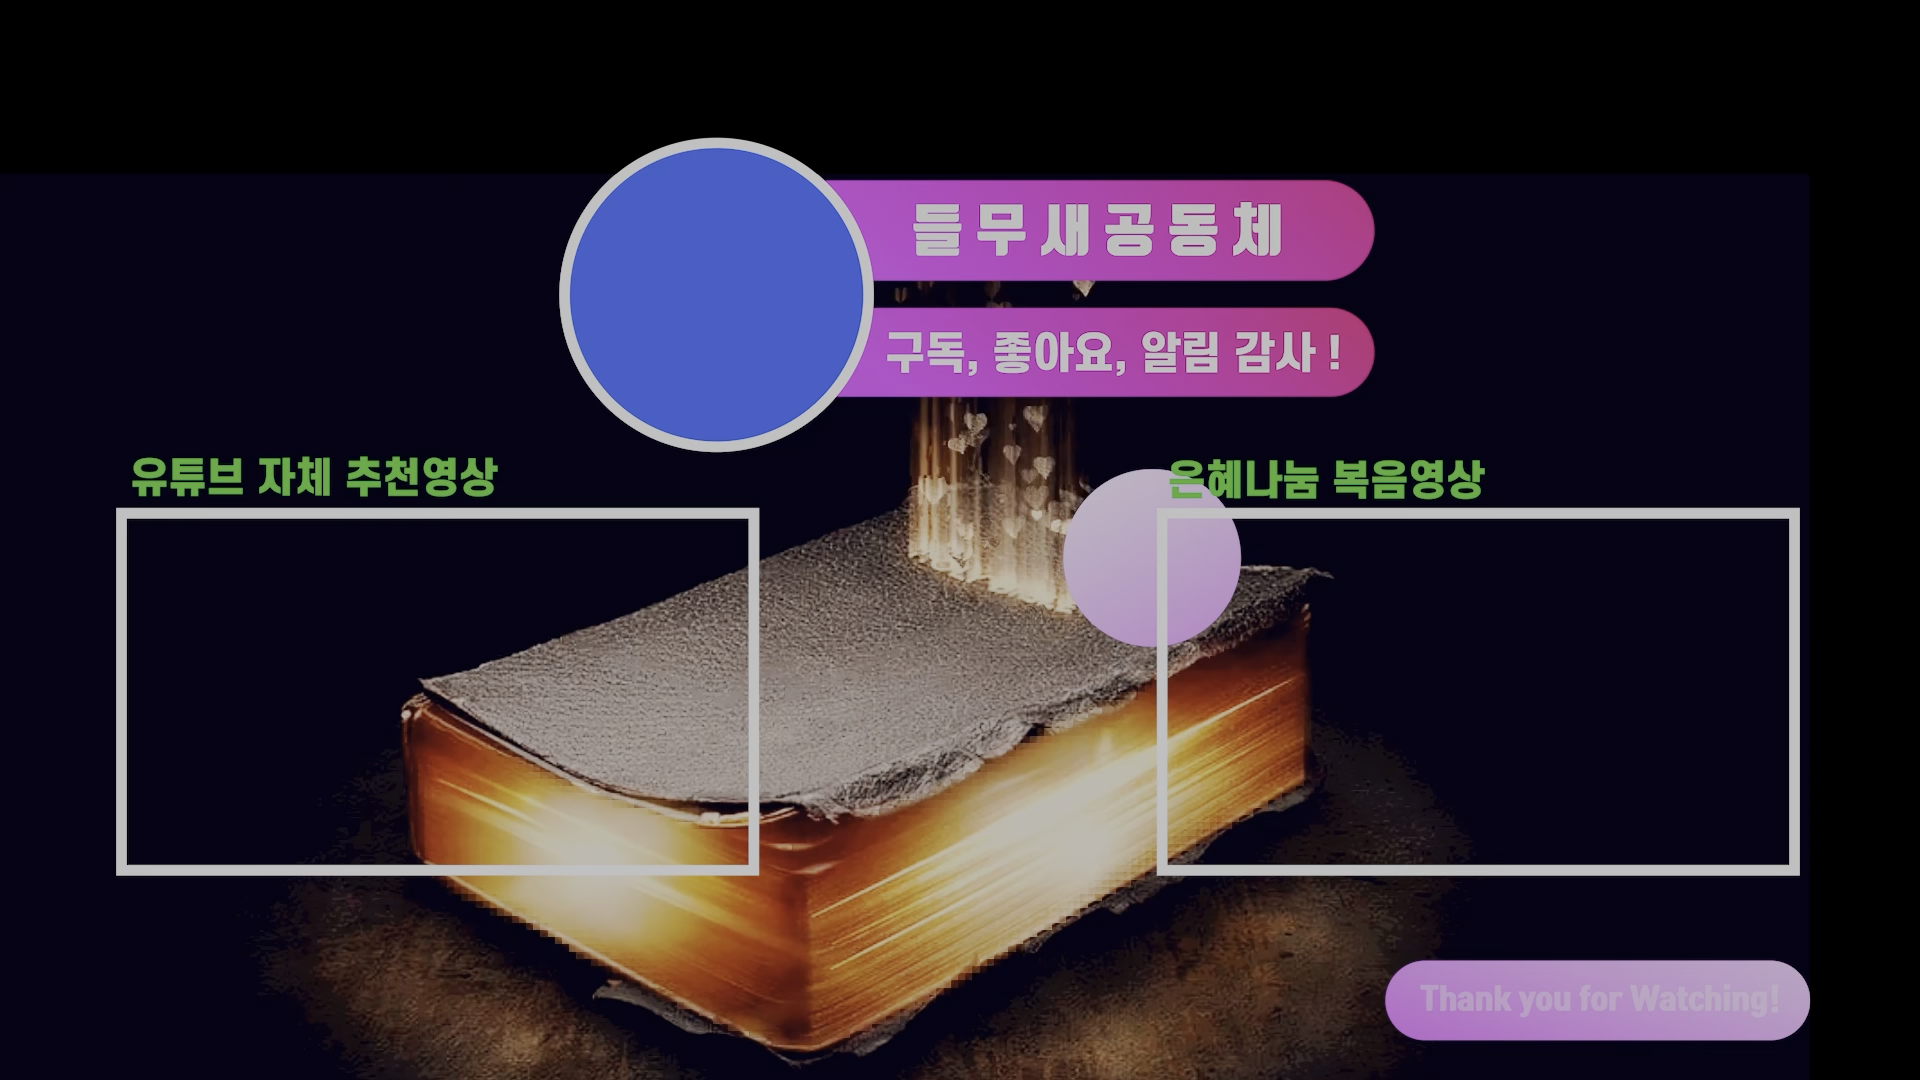 들무새공동체
구독, 좋아요, 알림 감사 !
유튜브 자체 추천영상
은혜나눔 복음영상
Thank you for Watching!